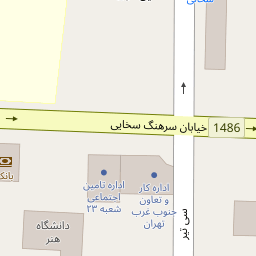 سخائی
خیابان سرهنگ سخایی
1486
بانک
اداره تامین
اجتماعی
شعبه ۲۳
اداره کار
و تعاون
جنوب غرب
تهران
سی تیر
دانشگاه
هنر